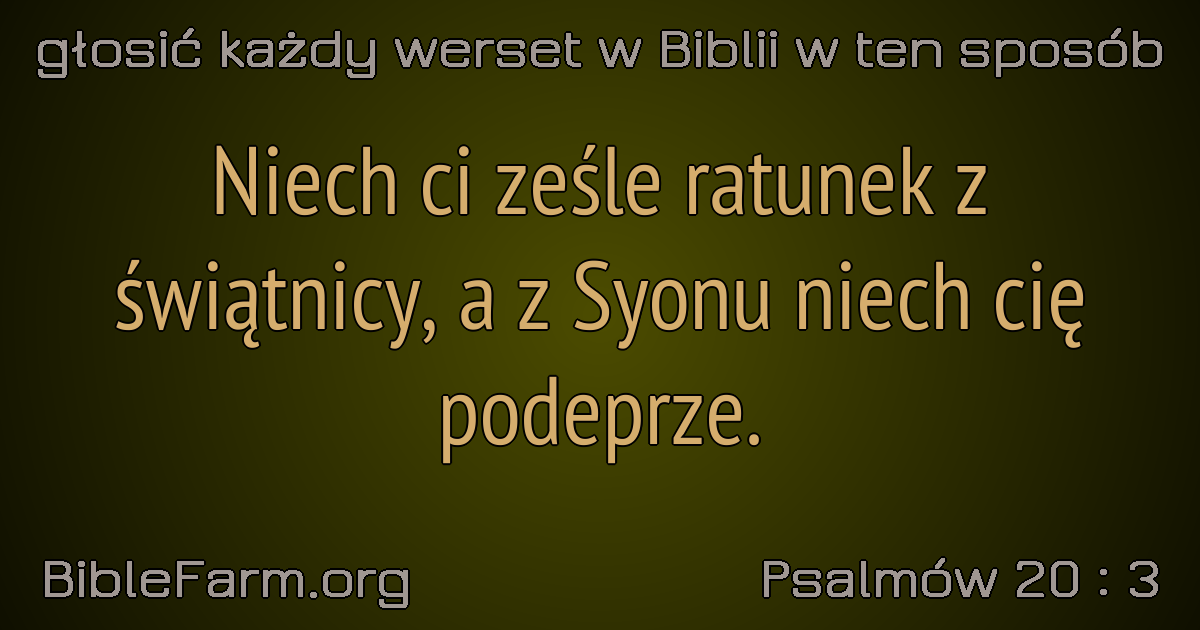 głosić każdy werset w Biblii w ten sposób
Niech ci ześle ratunek z
świątnicy, a z Syonu niech cię
podeprze.
BibleFarm.org
Psalmów 20 : 3